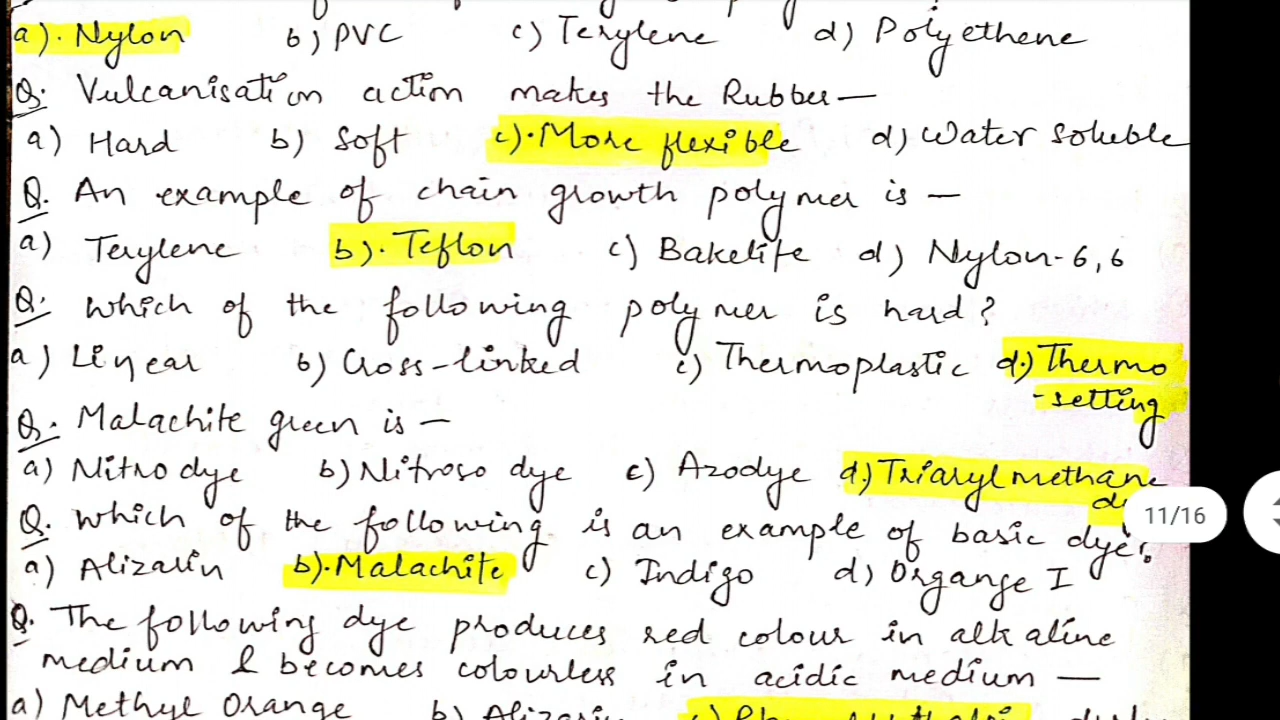 a). Nylon b) PVC c) Terylene d) Polyethene
Q. Vulcanisation action makes the Rubber—
a) Hard b) Soft c). More flexible d) Water soluble
Q. An example of chain growth polymer is —
a) Terylene b). Teflon c) Bakelite d) Nylon-6,6
Q. Which of the following polymer is hard?
a) Linear b) Cross-linked c) Thermoplastic d.) Thermo
-setting
Q. Malachite green is —
a) Nitro dye b) Nitroso dye c) Azodye d.) Triarylmethane
Q. Which of the following is an example of basic dye?
11/16
a) Alizarin b). Malachite c) Indigo d) Organge I
Q. The following dye produces red colour in alkaline
medium & becomes colourless in acidic medium —
a) Methyl Orange b) Alizarin